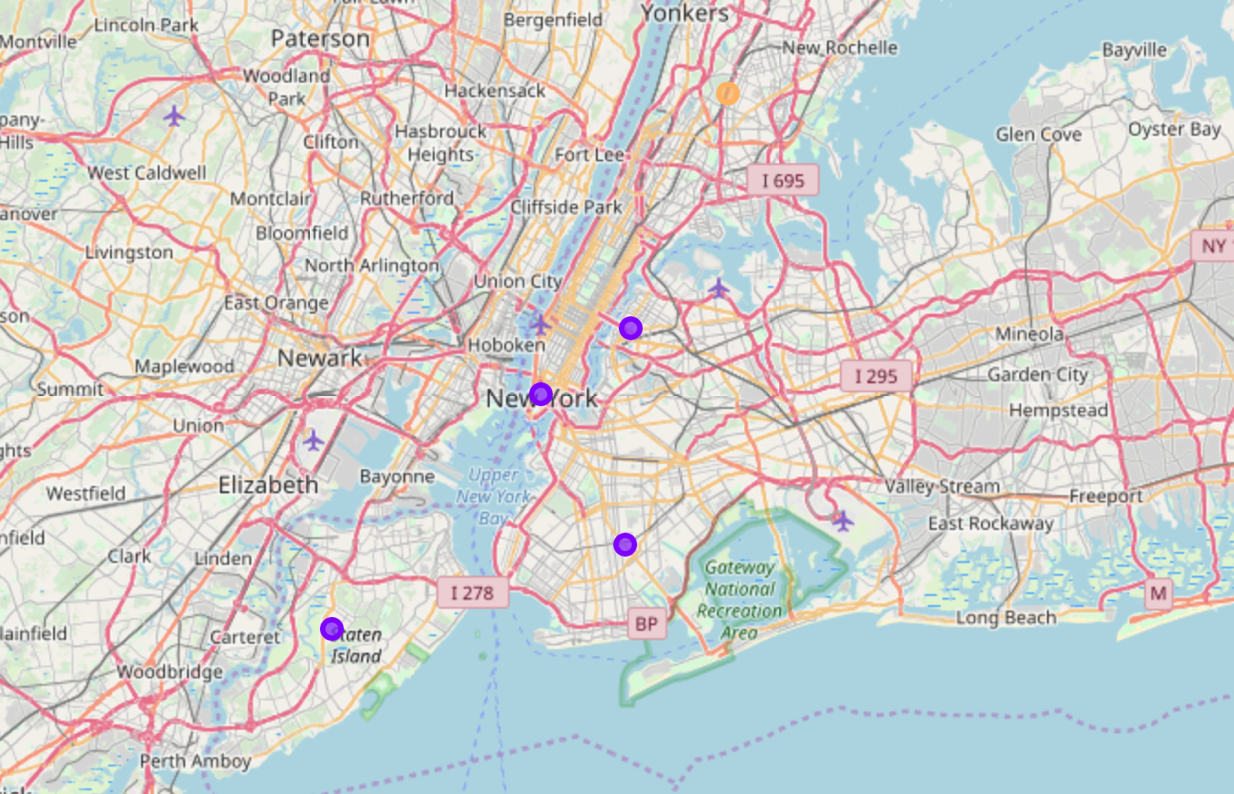 Lincoln Park
Bergenfield
Yonkers
Montville
Paterson
New Rochelle
Bayville
Woodland
Park
Hackensack
Hills
Clifton
Hasbrouck
Heights
Fort Lee
Glen Cove
Oyster Bay
West Caldwell
I 695
Montclair
Rutherford
Cliffside Park
Bloomfield
Livingston
North Arlington
NY
Union City
East Orange
Hoboken
Mineola
Newark
Maplewood
Summit
I 295
Garden City
New York
Hempstead
Union
Elizabeth
Bayonne
Upper
New York
Bay
Westfield
Valley Stream
Freeport
East Rockaway
Clark
Linden
Gateway
National
Recreation
Area
I 278
M
Long Beach
BP
Carteret
Island
Woodbridge
Perth Amboy